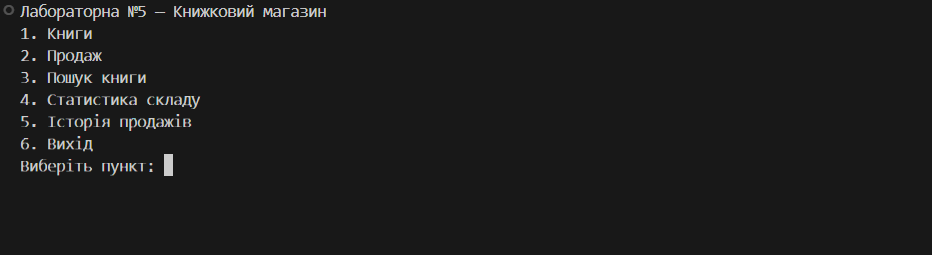 Лабораторна №5 — Книжковий магазин
1. Книги
2. Продаж
3. Пошук книги
4. Статистика складу
5. Історія продажів
6. Вихід
Виберіть пункт: